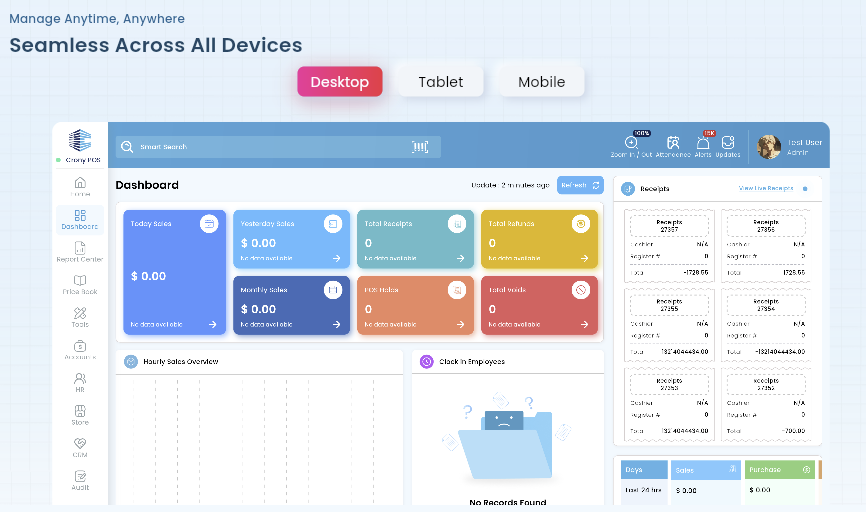 Manage Anytime, Anywhere
Seamless Across All Devices
Desktop Tablet Mobile
Crony POS
Smart Search
100% Zoom In / Out
Attendance
15K Alerts
Updates
Test User
Admin
Home
Dashboard
Report Center
Price Book
Tools
Accounts
HR
Store
CRM
Audit
Dashboard
Update : 2 minutes ago
Refresh
Today Sales
$ 0.00
No data available
Yesterday Sales
$ 0.00
No data available
Total Receipts
0
No data available
Total Refunds
0
No data available
Monthly Sales
$ 0.00
No data available
POS Holds
0
No data available
Total Voids
0
No data available
Hourly Sales Overview
Clock In Employees
No Records Found
Receipts
View Live Receipts
Receipts
27357
Cashier N/A
Register # 0
Total -1728.55
Receipts
27356
Cashier N/A
Register # 0
Total 1728.55
Receipts
27355
Cashier N/A
Register # 0
Total 13214044434.00
Receipts
27354
Cashier N/A
Register # 0
Total -13214044434.00
Receipts
27353
Cashier N/A
Register # 0
Total 13214044434.00
Receipts
27352
Cashier N/A
Register # 0
Total -700.00
Days Sales Purchase
Last 24 hrs $ 0.00 $ 0.00